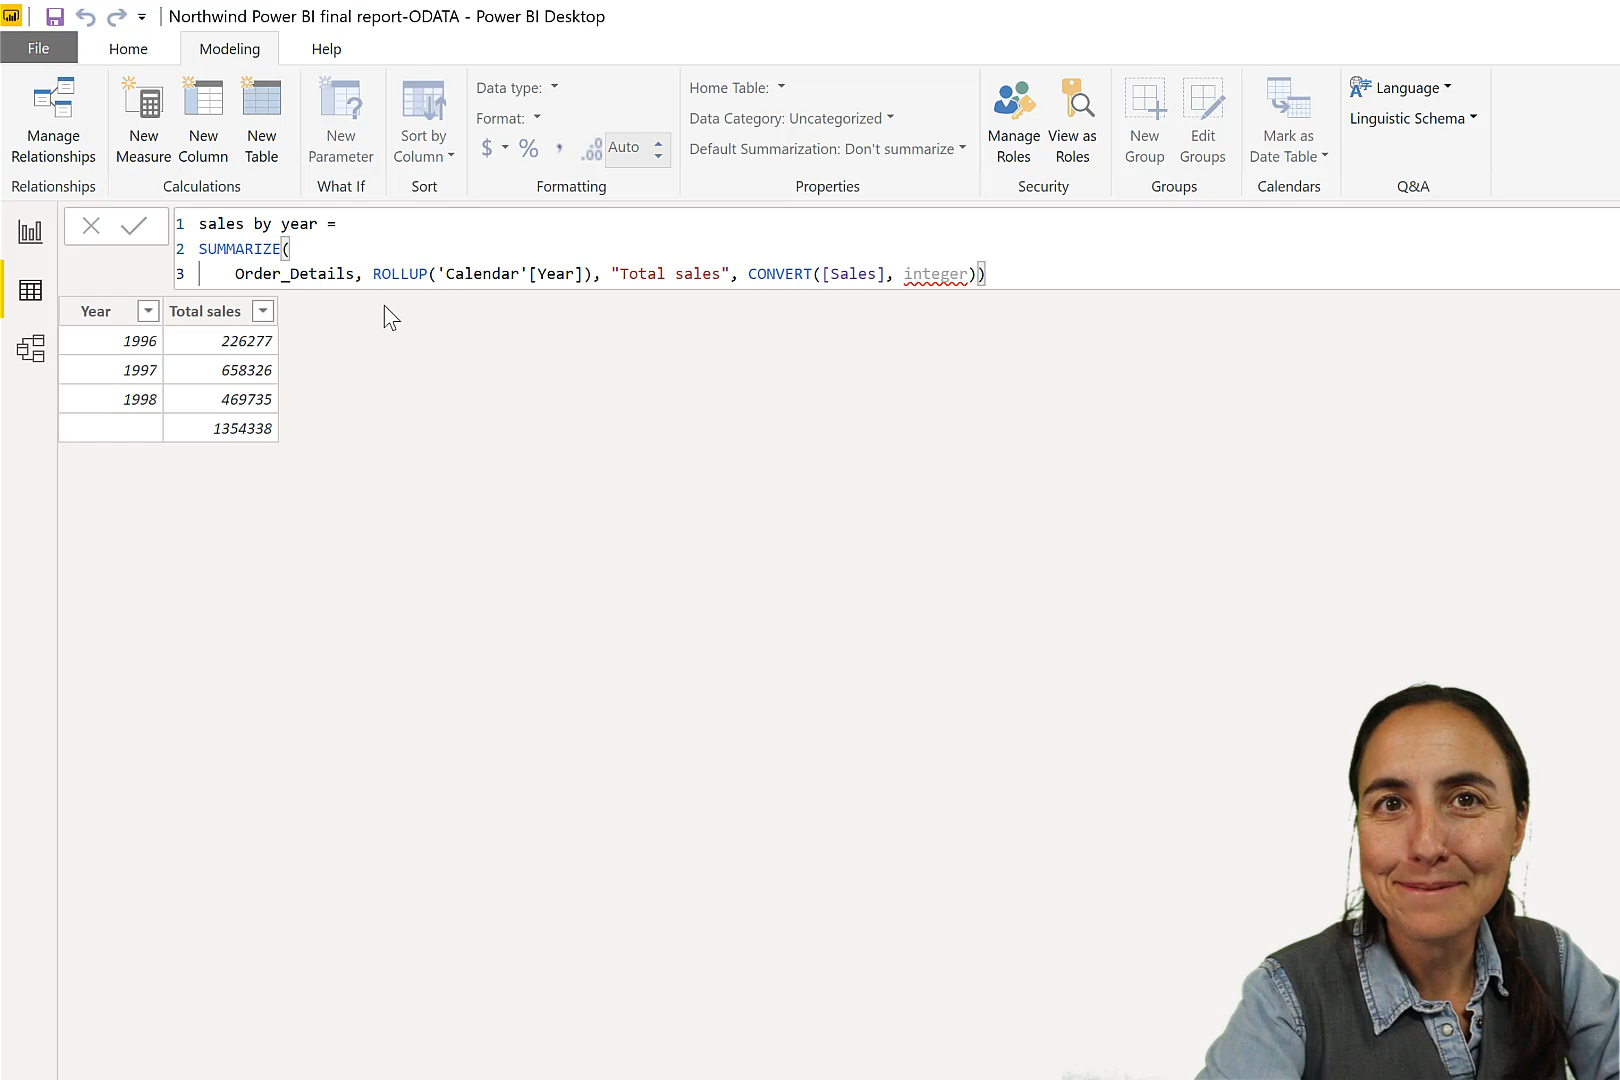 Northwind Power BI final report-ODATA - Power BI Desktop
File Home Modeling Help
Manage Relationships
New Measure
New Column
New Table
New Parameter
Sort by Column
Data type:
Format:
$ % , .00 Auto
Home Table:
Data Category: Uncategorized
Default Summarization: Don't summarize
Manage Roles
View as Roles
New Group
Edit Groups
Mark as Date Table
Language
Linguistic Schema
Relationships Calculations What If Sort Formatting Properties Security Groups Calendars Q&A
1 sales by year =
2 SUMMARIZE(
3 Order_Details, ROLLUP('Calendar'[Year]), "Total sales", CONVERT([Sales], integer))
Year Total sales
1996 226277
1997 658326
1998 469735
1354338